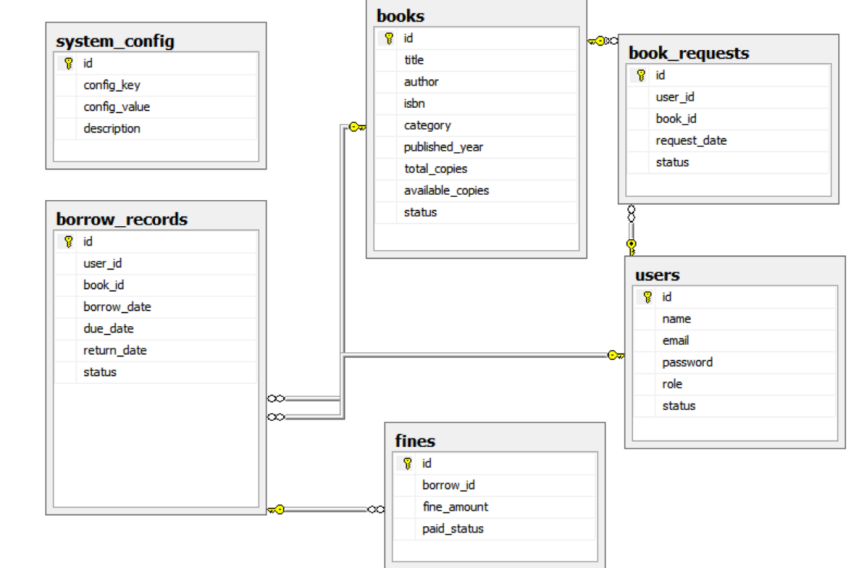 system_config
id
config_key
config_value
description
books
id
title
author
isbn
category
published_year
total_copies
available_copies
status
book_requests
id
user_id
book_id
request_date
status
borrow_records
id
user_id
book_id
borrow_date
due_date
return_date
status
users
id
name
email
password
role
status
fines
id
borrow_id
fine_amount
paid_status